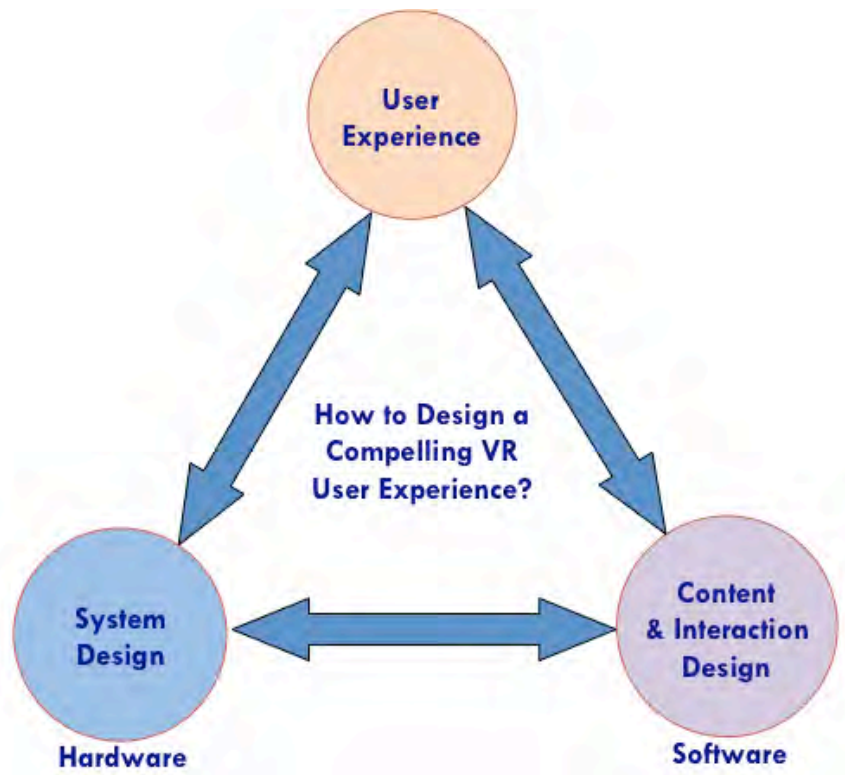 User
Experience
How to Design a
Compelling VR
User Experience?
System
Design
Hardware
Content
& Interaction
Design
Software